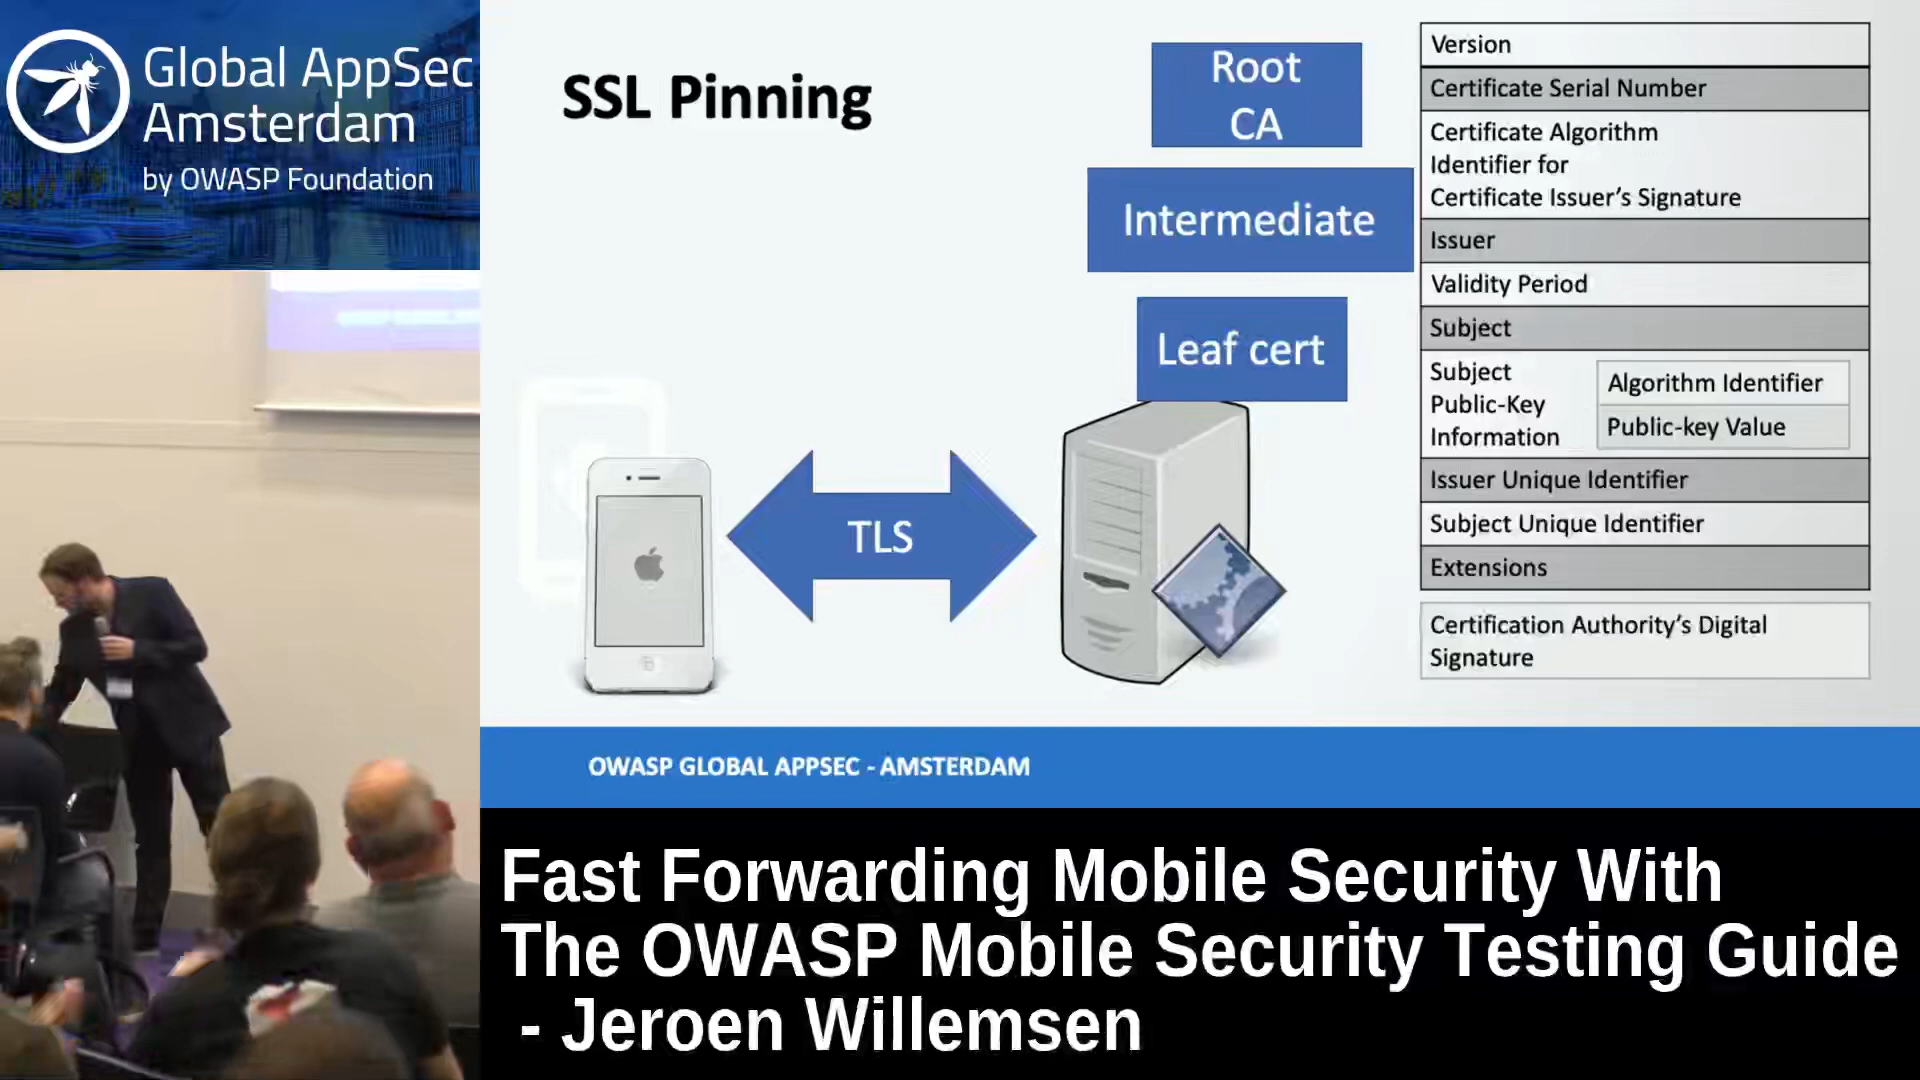 Global AppSec
Amsterdam
by OWASP Foundation
SSL Pinning
Root
CA
Intermediate
Leaf cert
TLS
Version
Certificate Serial Number
Certificate Algorithm
Identifier for
Certificate Issuer's Signature
Issuer
Validity Period
Subject
Subject
Public-Key
Information
Algorithm Identifier
Public-key Value
Issuer Unique Identifier
Subject Unique Identifier
Extensions
Certification Authority's Digital
Signature
OWASP GLOBAL APPSEC - AMSTERDAM
Fast Forwarding Mobile Security With
The OWASP Mobile Security Testing Guide
- Jeroen Willemsen